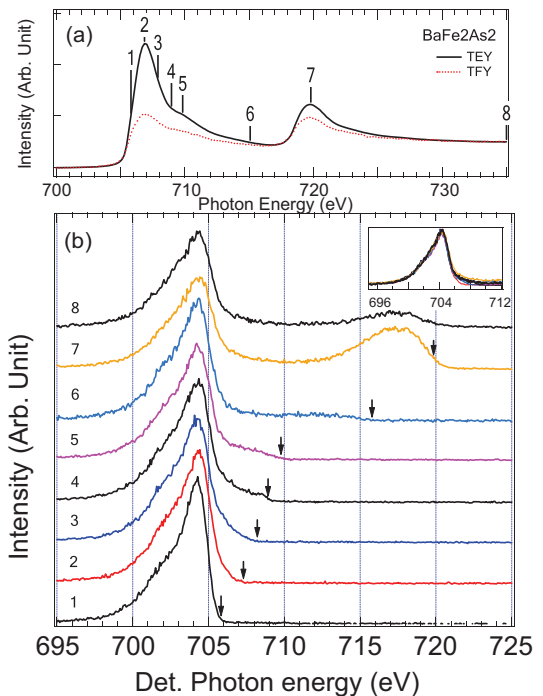 (a)
BaFe2As2
TEY
TFY
1 2 3 4 5 6 7 8
Intensity (Arb. Unit)
700 710 720 730
Photon Energy (eV)
(b)
696 704 712
8
7
6
5
4
3
2
1
Intensity (Arb. Unit)
695 700 705 710 715 720 725
Det. Photon energy (eV)